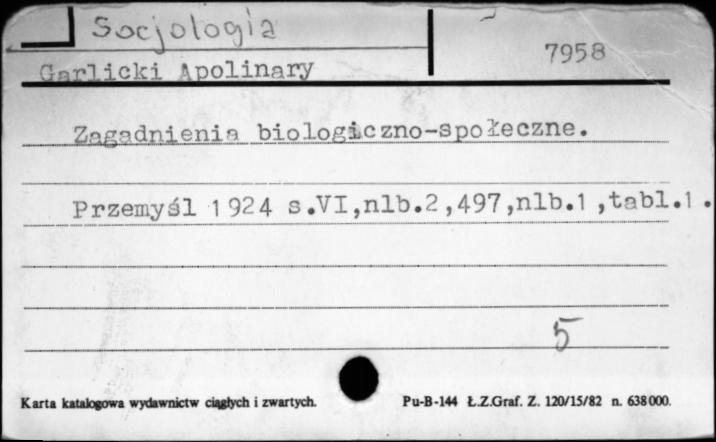 Socjologia
7958
Garlicki Apolinary
Zagadnienia biologiczno-społeczne.
Przemyśl 1924 s.VI,nlb.2,497,nlb.1,tabl.1.
5
Karta katalogowa wydawnictw ciągłych i zwartych. Pu-B-144 Ł.Z.Graf. Z. 120/15/82 n. 638000.